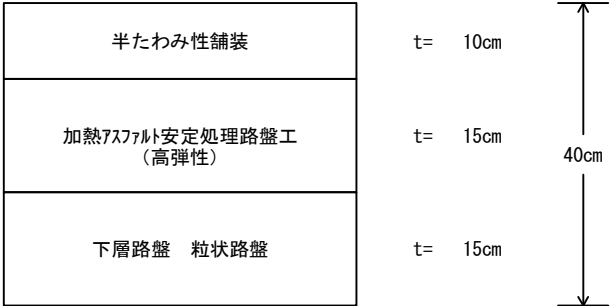 半たわみ性舗装 t= 10cm
加熱ｱｽﾌｧﾙﾄ安定処理路盤工 t= 15cm
（高弾性）
40cm
下層路盤　粒状路盤 t= 15cm